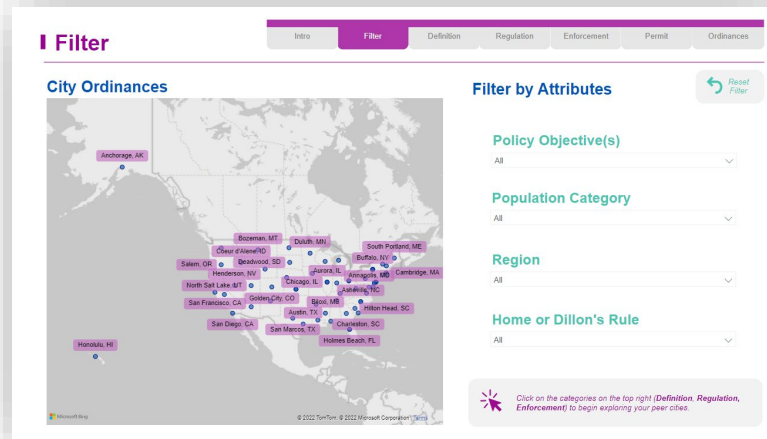 Filter
Intro
Filter
Definition
Regulation
Enforcement
Permit
Ordinances
City Ordinances
Anchorage, AK
Bozeman, MT
Duluth, MN
South Portland, ME
Coeur d'Alene, ID
Buffalo, NY
Salem, OR
Deadwood, SD
Henderson, NV
Aurora, IL
Annapolis, MD
Cambridge, MA
North Salt Lake, UT
Chicago, IL
Asheville, NC
San Francisco, CA
Golden City, CO
Biloxi, MS
Hilton Head, SC
Austin, TX
San Diego, CA
San Marcos, TX
Charleston, SC
Holmes Beach, FL
Honolulu, HI
Microsoft Bing
© 2022 TomTom, © 2022 Microsoft Corporation Terms
Filter by Attributes
Reset
Filter
Policy Objective(s)
All
Population Category
All
Region
All
Home or Dillon's Rule
All
Click on the categories on the top right (Definition, Regulation,
Enforcement) to begin exploring your peer cities.